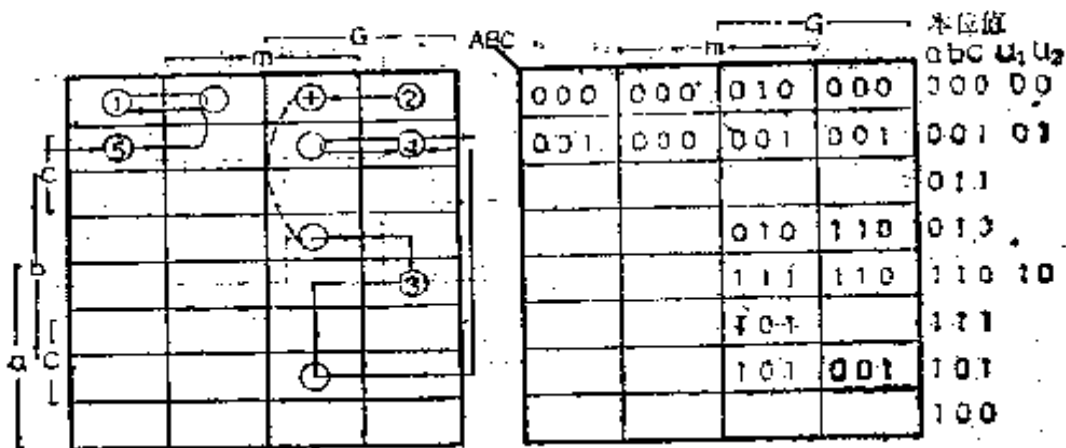 G 本位值
m G ABC m abc u₁ u₂
① + ② 000 000 010 000 000 00
⑤ ④ 001 000 001 001 001 01
c 011
010 110 010
b ③ 111 110 110 10
101 111
a c 101 001 101
100